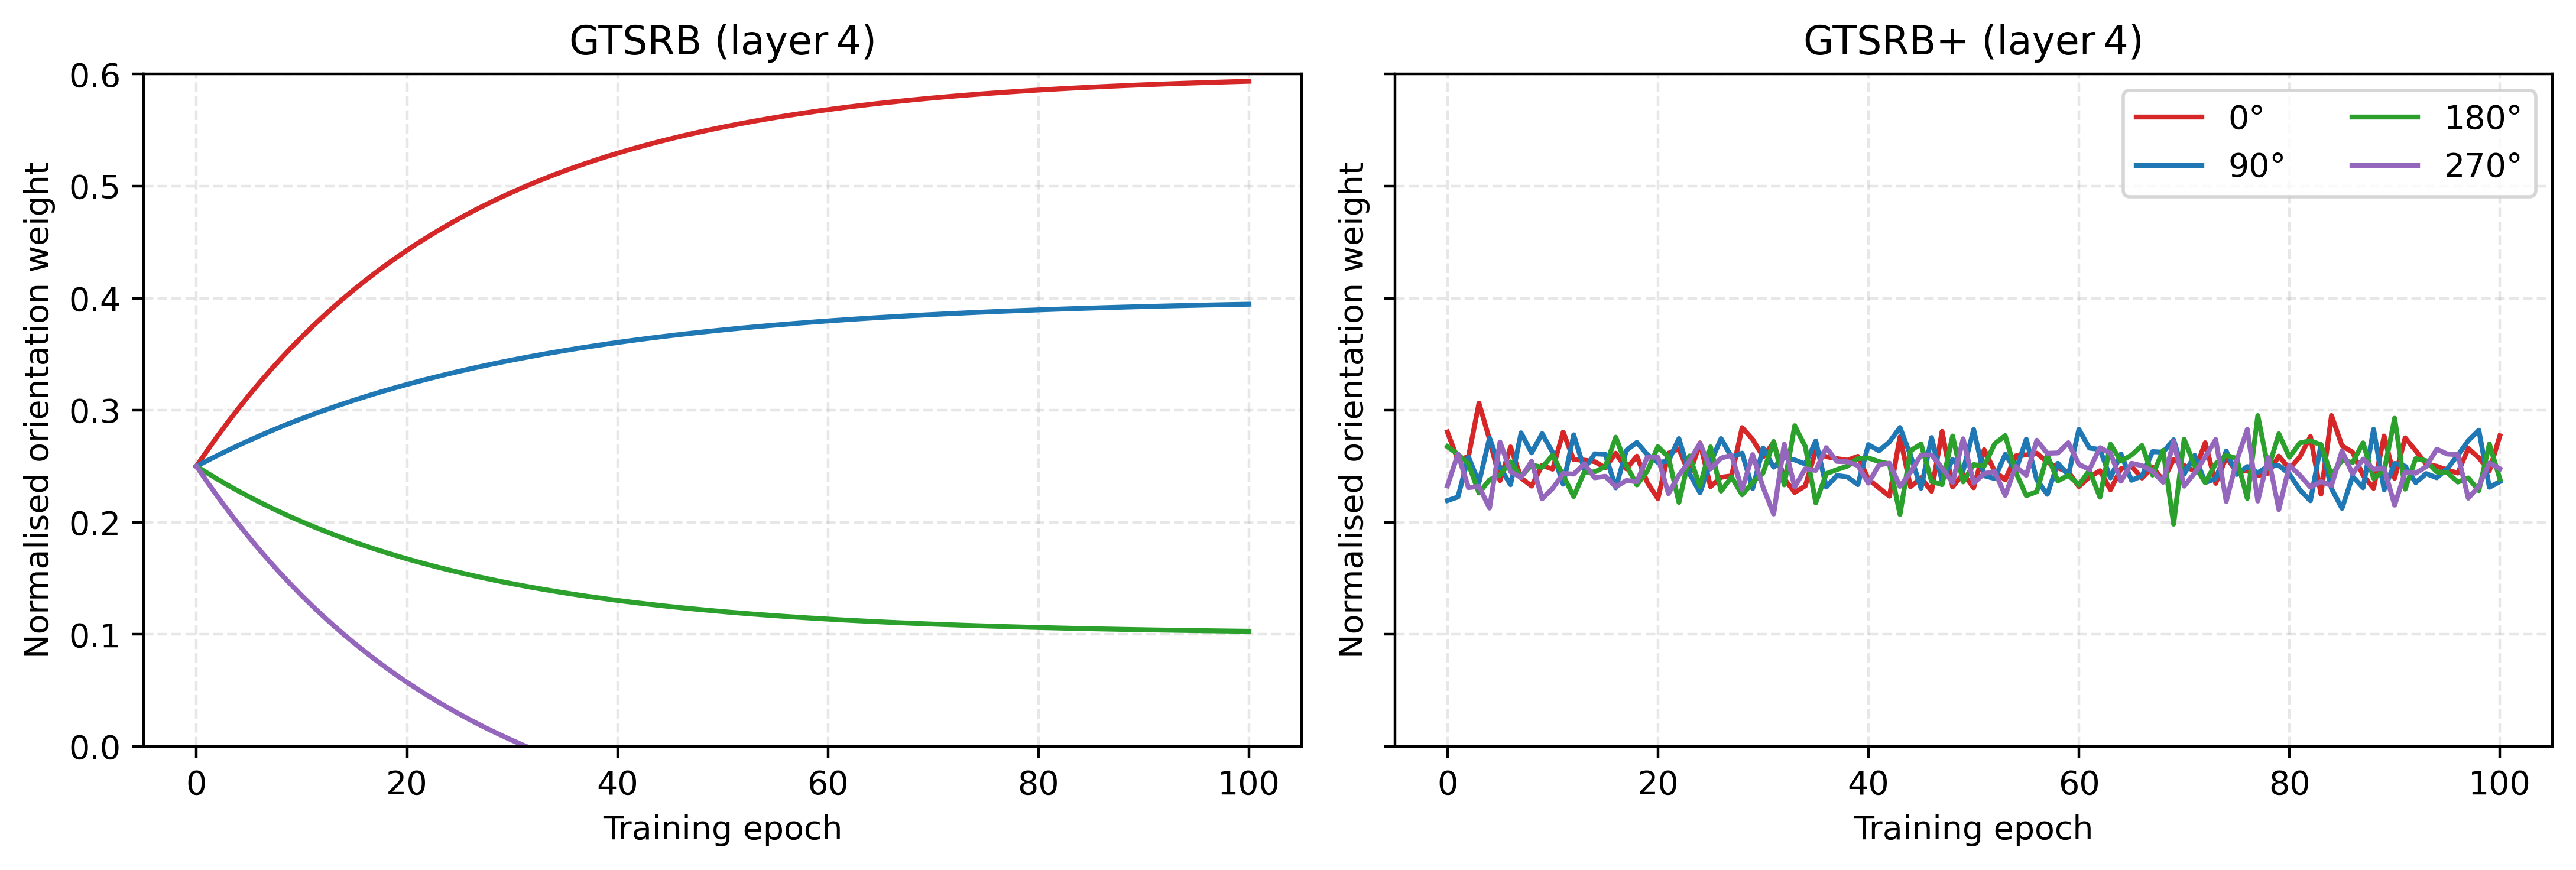 GTSRB (layer 4)
Normalised orientation weight
0.6
0.5
0.4
0.3
0.2
0.1
0.0
0 20 40 60 80 100
Training epoch
GTSRB+ (layer 4)
Normalised orientation weight
0° 180°
90° 270°
0 20 40 60 80 100
Training epoch